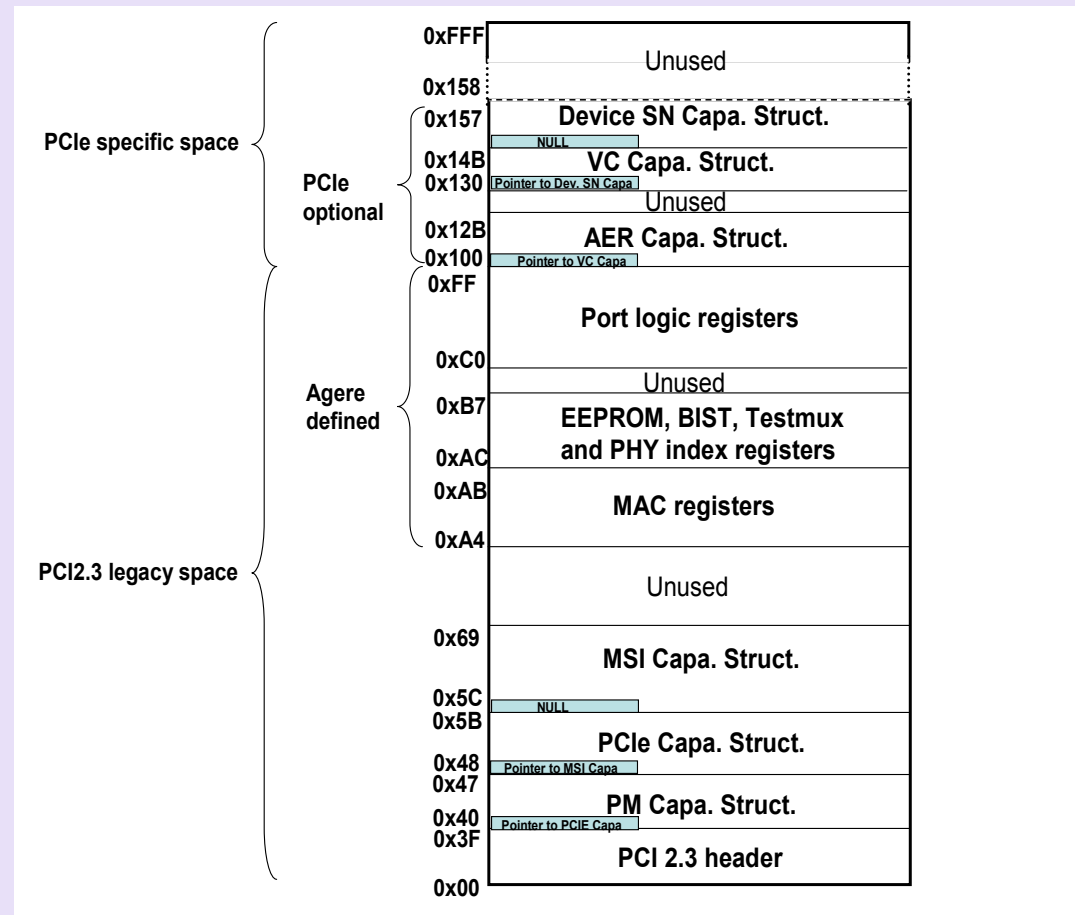 0xFFF
Unused
0x158
0x157
Device SN Capa. Struct.
NULL
PCIe specific space
0x14B
VC Capa. Struct.
0x130
Pointer to Dev. SN Capa
PCIe
optional
Unused
0x12B
AER Capa. Struct.
0x100
Pointer to VC Capa
0xFF
Port logic registers
0xC0
Unused
Agere
defined
0xB7
EEPROM, BIST, Testmux
and PHY index registers
0xAC
0xAB
MAC registers
0xA4
PCI2.3 legacy space
Unused
0x69
MSI Capa. Struct.
0x5C
NULL
0x5B
PCIe Capa. Struct.
0x48
Pointer to MSI Capa
0x47
PM Capa. Struct.
0x40
Pointer to PCIE Capa
0x3F
PCI 2.3 header
0x00